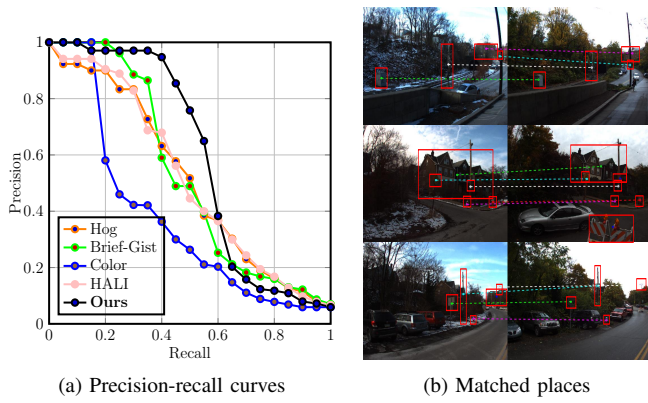 1
0.8
0.6
0.4
0.2
0
Precision
Hog
Brief-Gist
Color
HALI
Ours
0 0.2 0.4 0.6 0.8 1
Recall
(a) Precision-recall curves
(b) Matched places